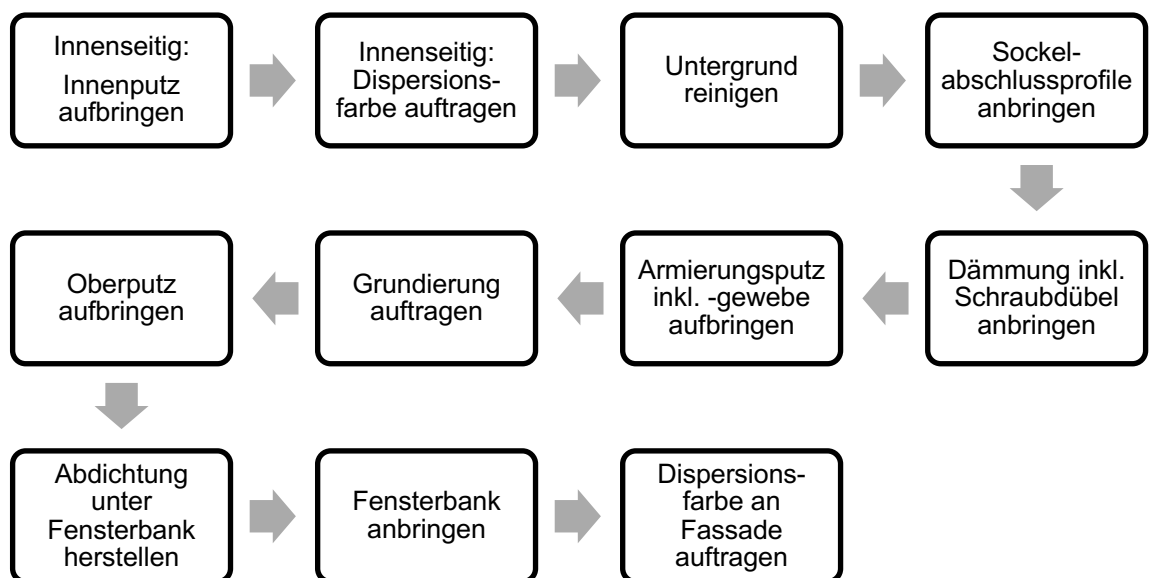 Innenseitig:
Innenputz
aufbringen
Innenseitig:
Dispersions-
farbe auftragen
Untergrund
reinigen
Sockel-
abschlussprofile
anbringen
Dämmung inkl.
Schraubdübel
anbringen
Armierungsputz
inkl. -gewebe
aufbringen
Grundierung
auftragen
Oberputz
aufbringen
Abdichtung
unter
Fensterbank
herstellen
Fensterbank
anbringen
Dispersions-
farbe an
Fassade
auftragen